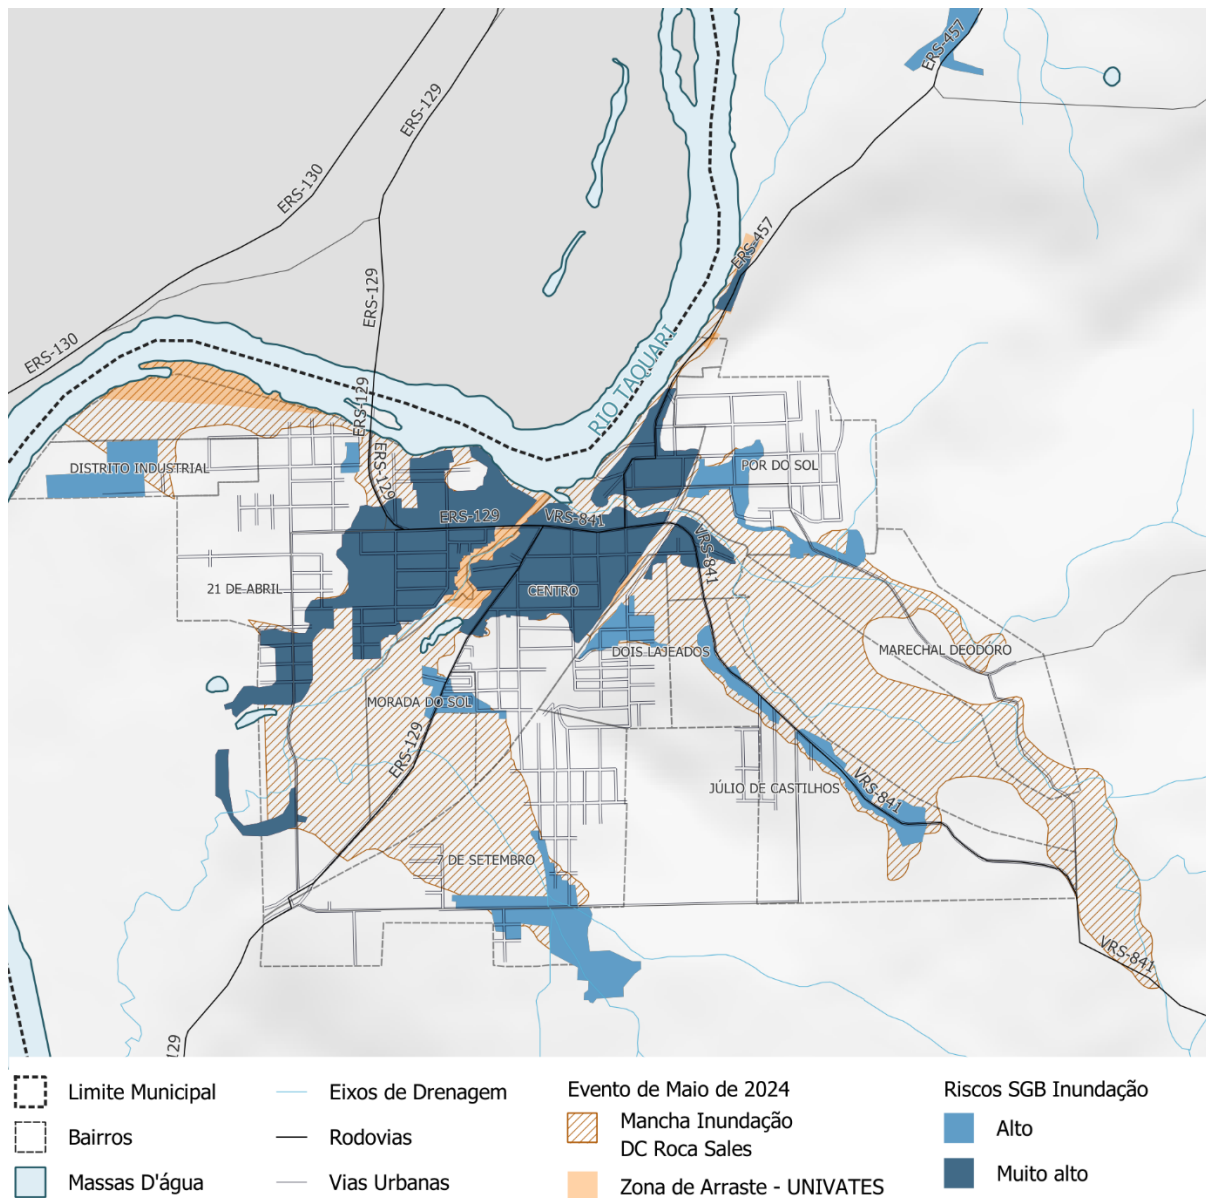 ERS-457
ERS-129
ERS-130
ERS-457
ERS-129
RIO TAQUARI
ERS-130
ERS-129
DISTRITO INDUSTRIAL
ERS-129
POR DO SOL
ERS-129
VRS-841
VRS-841
21 DE ABRIL
CENTRO
DOIS LAJEADOS
MARECHAL DEODORO
MORADA DO SOL
ERS-129
JÚLIO DE CASTILHOS
VRS-841
7 DE SETEMBRO
VRS-841
129
Limite Municipal
Bairros
Massas D'água
Eixos de Drenagem
Rodovias
Vias Urbanas
Evento de Maio de 2024
Mancha Inundação
DC Roca Sales
Zona de Arraste - UNIVATES
Riscos SGB Inundação
Alto
Muito alto